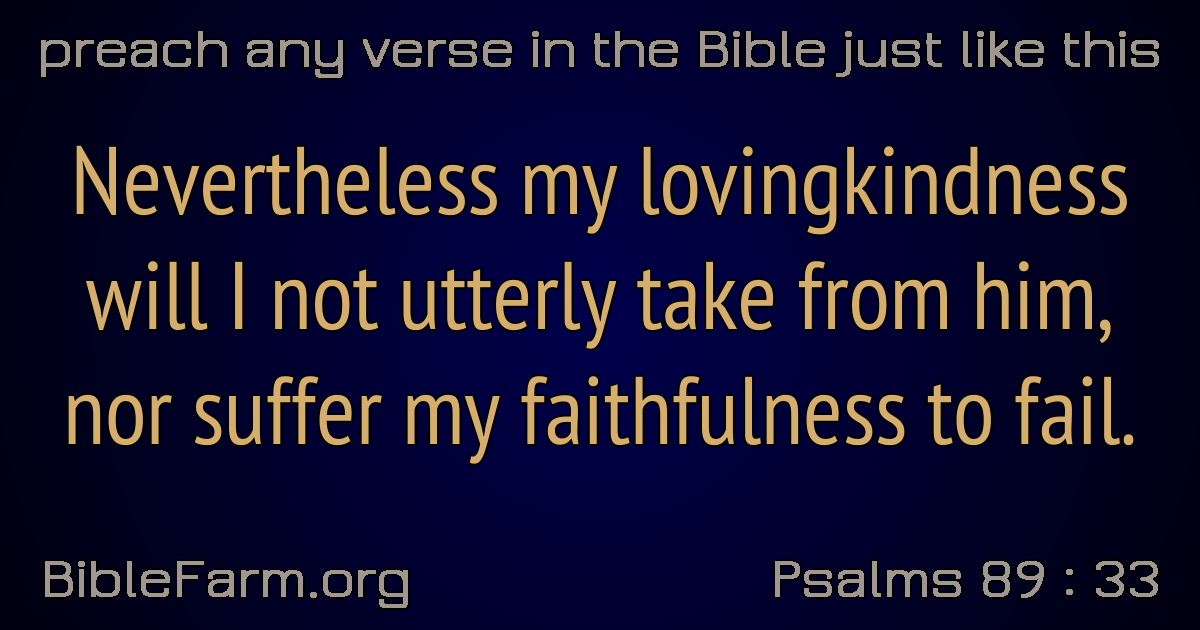 preach any verse in the Bible just like this
Nevertheless my lovingkindness
will I not utterly take from him,
nor suffer my faithfulness to fail.
BibleFarm.org
Psalms 89 : 33